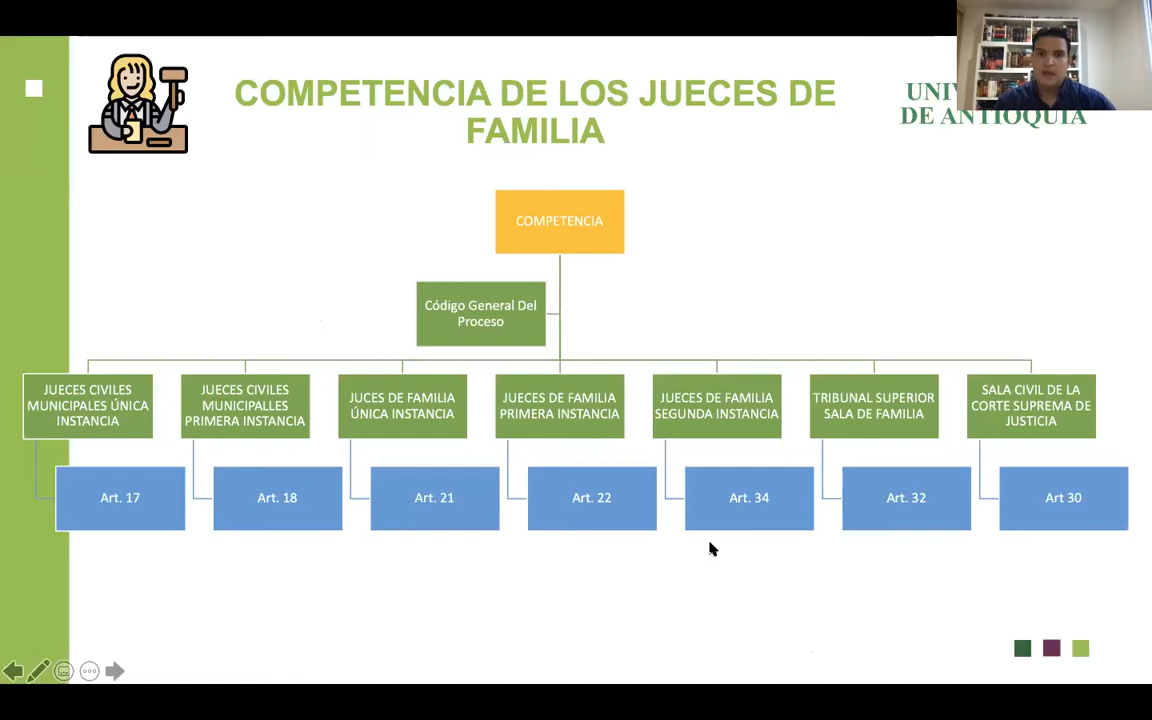 COMPETENCIA DE LOS JUECES DE
FAMILIA
DE ANTIOQUIA
COMPETENCIA
Código General Del
Proceso
JUECES CIVILES
MUNICIPALES ÚNICA
INSTANCIA
JUECES CIVILES
MUNICIPALLES
PRIMERA INSTANCIA
JUCES DE FAMILIA
ÚNICA INSTANCIA
JUECES DE FAMILIA
PRIMERA INSTANCIA
JUECES DE FAMILIA
SEGUNDA INSTANCIA
TRIBUNAL SUPERIOR
SALA DE FAMILIA
SALA CIVIL DE LA
CORTE SUPREMA DE
JUSTICIA
Art. 17
Art. 18
Art. 21
Art. 22
Art. 34
Art. 32
Art 30